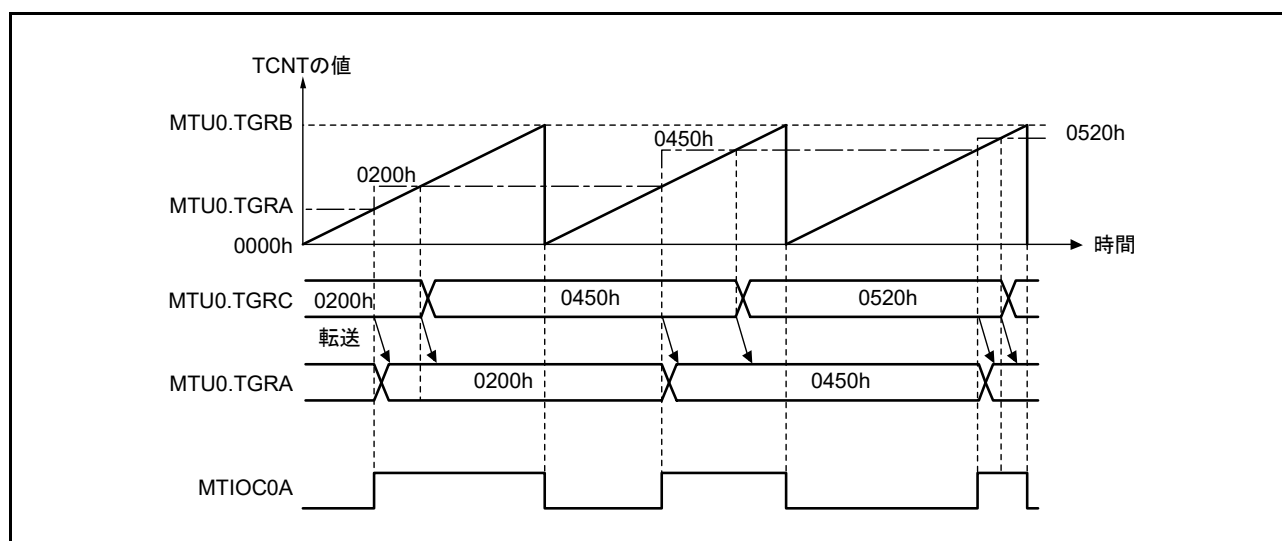 TCNTの値
MTU0.TGRB
0450h
0520h
0200h
MTU0.TGRA
0000h
時間
MTU0.TGRC
0200h
0450h
0520h
転送
MTU0.TGRA
0200h
0450h
MTIOC0A